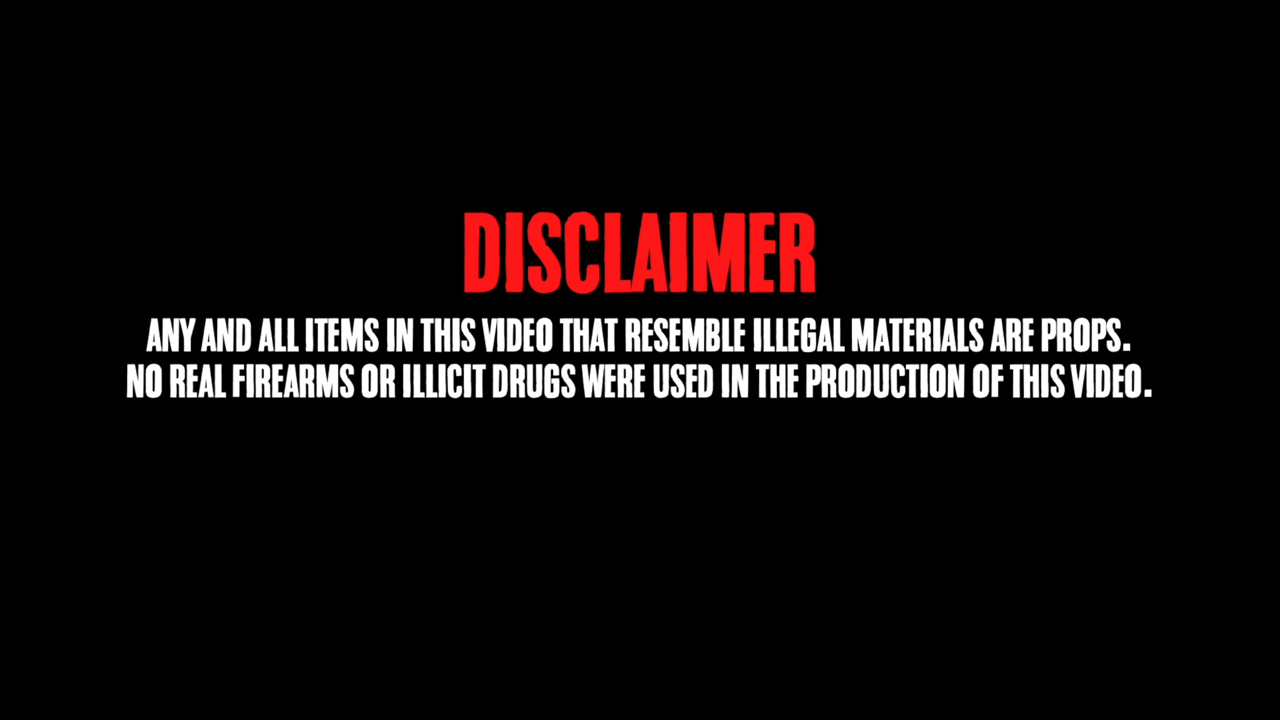 DISCLAIMER
ANY AND ALL ITEMS IN THIS VIDEO THAT RESEMBLE ILLEGAL MATERIALS ARE PROPS.
NO REAL FIREARMS OR ILLICIT DRUGS WERE USED IN THE PRODUCTION OF THIS VIDEO.